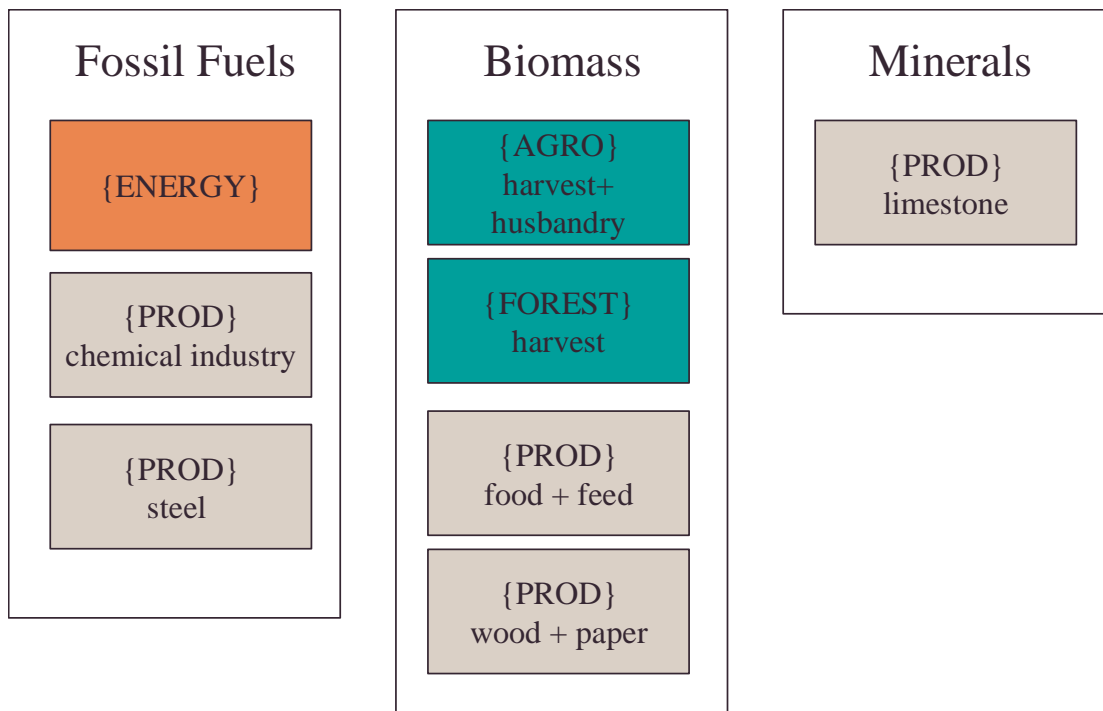 Fossil Fuels
{ENERGY}
{PROD}
chemical industry
{PROD}
steel
Biomass
{AGRO}
harvest+
husbandry
{FOREST}
harvest
{PROD}
food + feed
{PROD}
wood + paper
Minerals
{PROD}
limestone